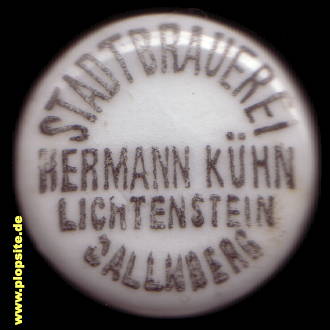 STADTBRAUEREI
HERMANN KÜHN
LICHTENSTEIN
CALLNBERG
www.plopsite.de